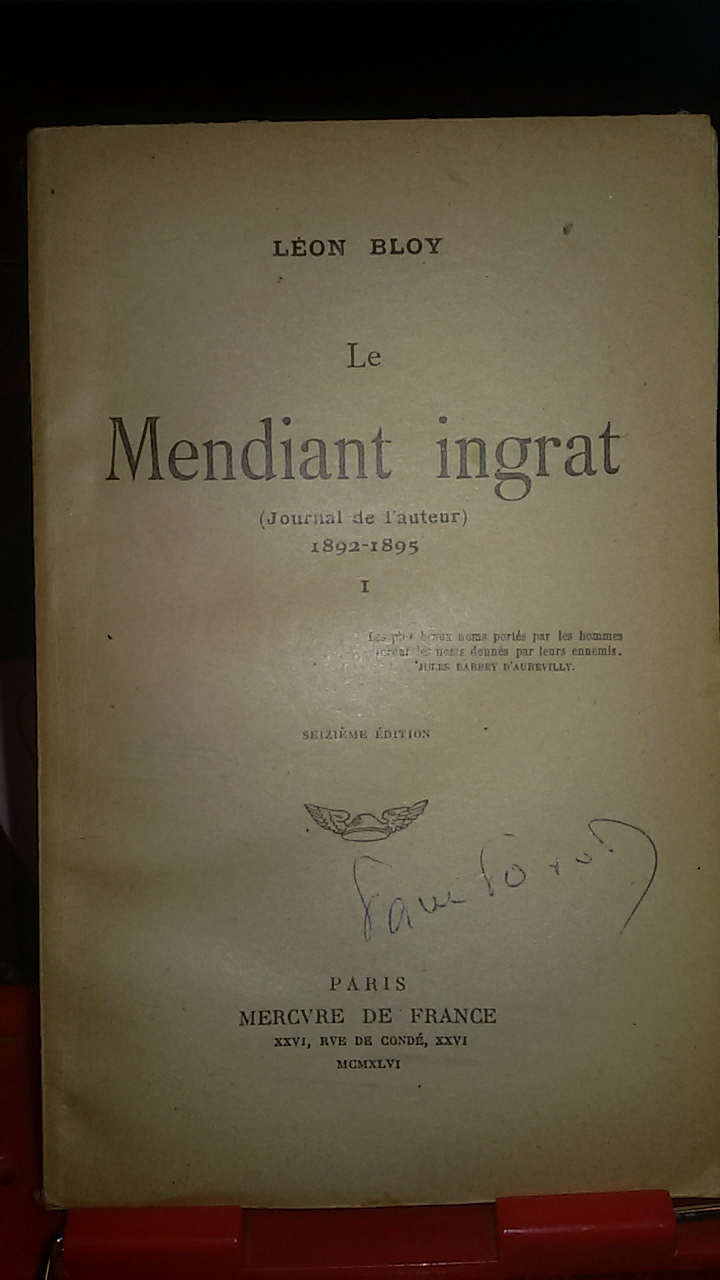 LÉON BLOY
Le
Mendiant ingrat
(Journal de l'auteur)
1892-1895
I
Les plus beaux noms portés par les hommes
furent les noms donnés par leurs ennemis.
JULES BARBEY D'AUREVILLY.
SEIZIÈME ÉDITION
PARIS
MERCVRE DE FRANCE
XXVI, RVE DE CONDÉ, XXVI
MCMXLVI